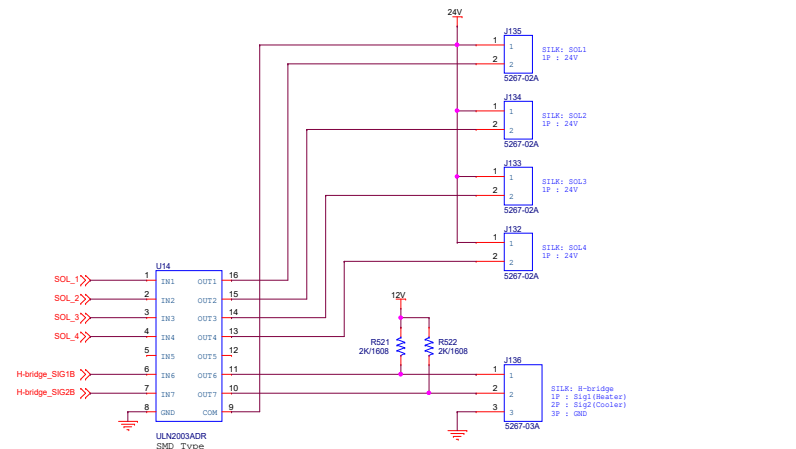 24V
J135
1 1
2 2
5267-02A
SILK: SOL1
1P : 24V
J134
1 1
2 2
5267-02A
SILK: SOL2
1P : 24V
J133
1 1
2 2
5267-02A
SILK: SOL3
1P : 24V
J132
1 1
2 2
5267-02A
SILK: SOL4
1P : 24V
U14
SOL_1 1 IN1 OUT1 16
SOL_2 2 IN2 OUT2 15
SOL_3 3 IN3 OUT3 14
SOL_4 4 IN4 OUT4 13
5 IN5 OUT5 12
H-bridge_SIG1B 6 IN6 OUT6 11
H-bridge_SIG2B 7 IN7 OUT7 10
8 GND COM 9
ULN2003ADR
SMD Type
12V
R521
2K/1608
R522
2K/1608
J136
1 1
2 2
3 3
5267-03A
SILK: H-bridge
1P : Sig1(Heater)
2P : Sig2(Cooler)
3P : GND